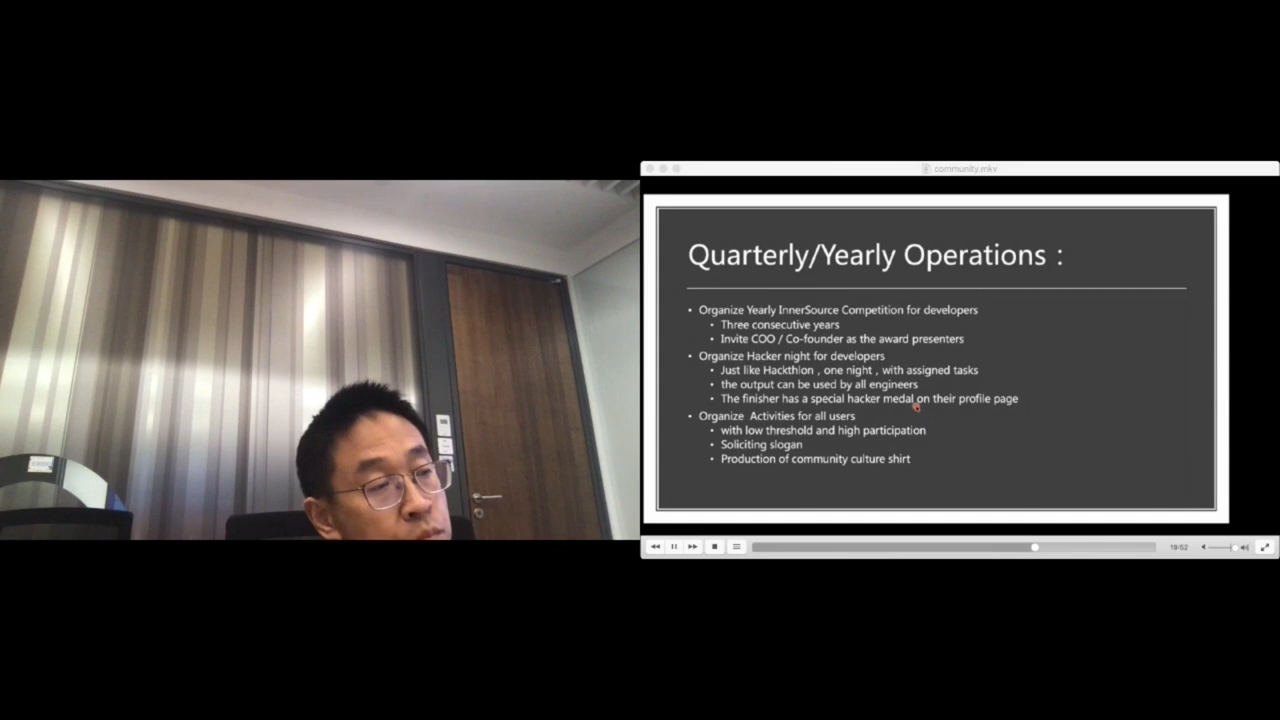 community.mkv
Quarterly/Yearly Operations：
• Organize Yearly InnerSource Competition for developers
• Three consecutive years
• Invite COO / Co-founder as the award presenters
• Organize Hacker night for developers
• Just like Hackthlon，one night，with assigned tasks
• the output can be used by all engineers
• The finisher has a special hacker medal on their profile page
• Organize Activities for all users
• with low threshold and high participation
• Soliciting slogan
• Production of community culture shirt
19:52